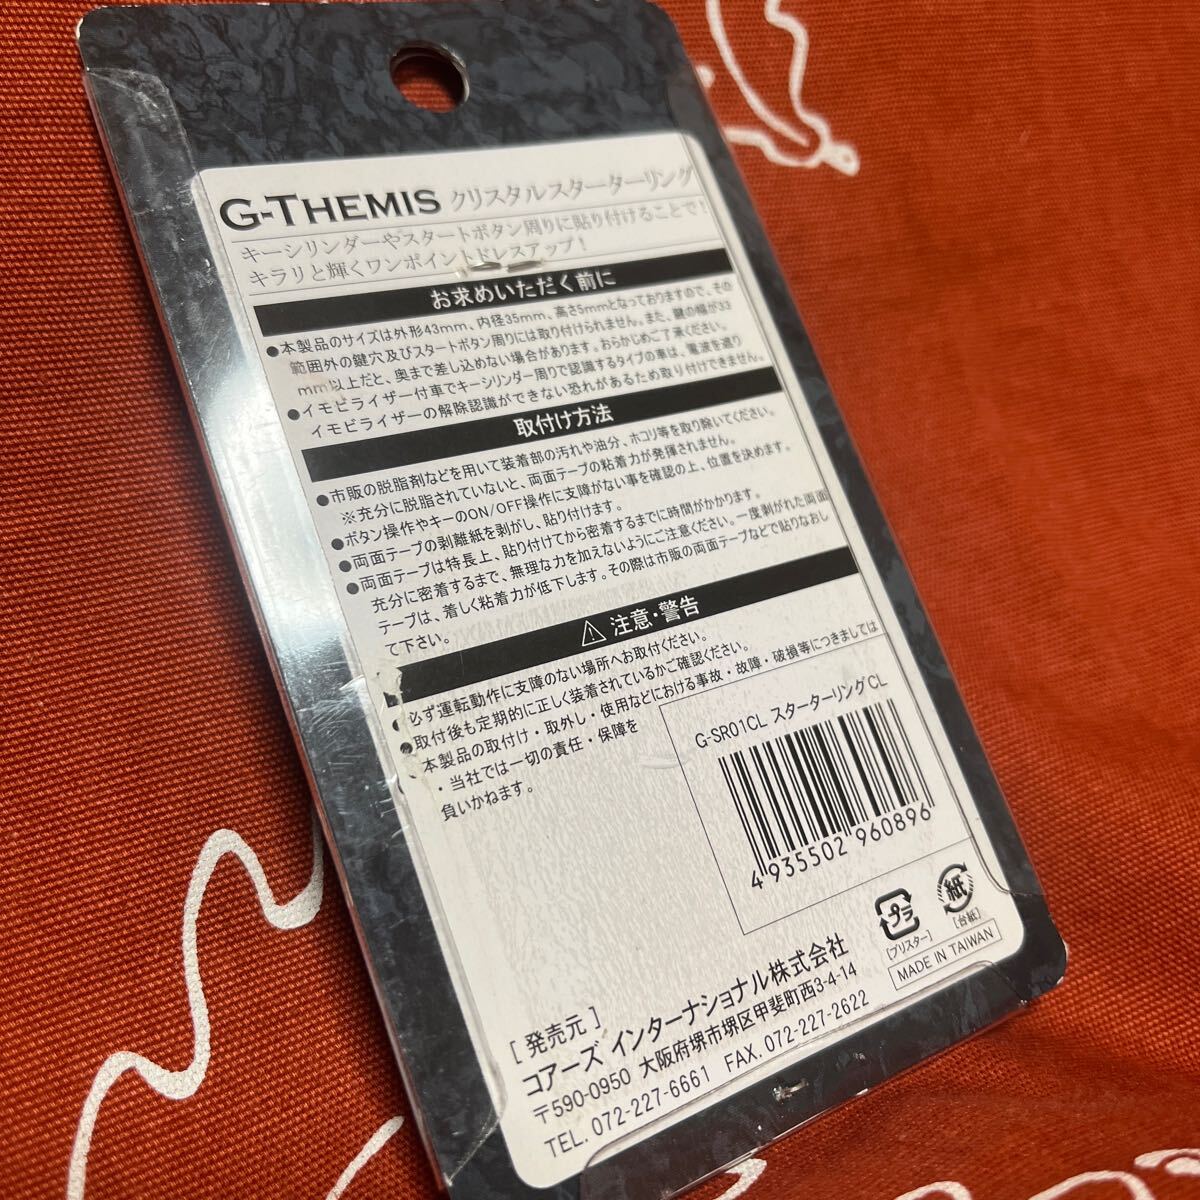 G-THEMIS クリスタルスターターリング
キーシリンダーやスタートボタン周りに貼り付けることで!
キラリと輝くワンポイントドレスアップ!
お求めいただく前に
●本製品のサイズは外形43mm、内径35mm、高さ5mmとなっておりますので、その
範囲外の鍵穴及びスタートボタン周りには取り付けられません。また、鍵の幅が33
mm以上だと、奥まで差し込めない場合があります。おらかじめご了承ください。
●イモビライザー付車でキーシリンダー周りで認識するタイプの車は、電波を遮り
イモビライザーの解除認識ができない恐れがあるため取り付けできません。
取付け方法
●市販の脱脂剤などを用いて装着部の汚れや油分、ホコリ等を取り除いてください。
※充分に脱脂されていないと、両面テープの粘着力が発揮されません。
●ボタン操作やキーのON/OFF操作に支障がない事を確認の上、位置を決めます。
●両面テープの剥離紙を剥がし、貼り付けます。
●両面テープは特長上、貼り付けてから密着するまでに時間がかかります。
充分に密着するまで、無理な力を加えないようにご注意ください。一度剥がれた両面
テープは、着しく粘着力が低下します。その際は市販の両面テープなどで貼りなおし
て下さい。
⚠ 注意・警告
必ず運転動作に支障のない場所へお取付ください。
●取付後も定期的に正しく装着されているかご確認ください。
本製品の取付け・取外し・使用などにおける事故・故障・破損等につきましては
・当社では一切の責任・保障を
負いかねます。
G-SR01CL スターターリングCL
4 935502 960896
プラ
[ブリスター]
紙
[台紙]
MADE IN TAIWAN
[ 発売元 ]
コアーズ インターナショナル株式会社
〒590-0950 大阪府堺市堺区甲斐町西3-4-14
TEL. 072-227-6661 FAX. 072-227-2622